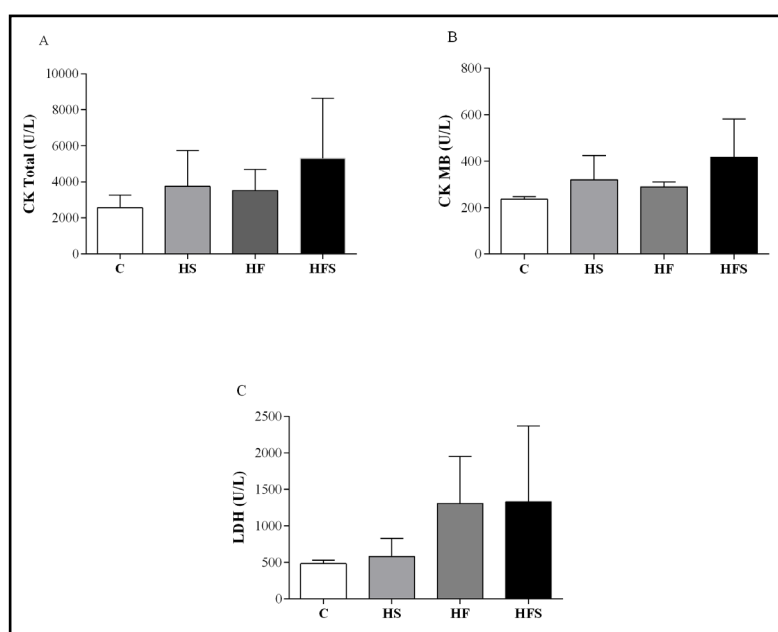 A
CK Total (U/L)
10000
8000
6000
4000
2000
0
C HS HF HFS
B
CK MB (U/L)
800
600
400
200
0
C HS HF HFS
C
LDH (U/L)
2500
2000
1500
1000
500
0
C HS HF HFS